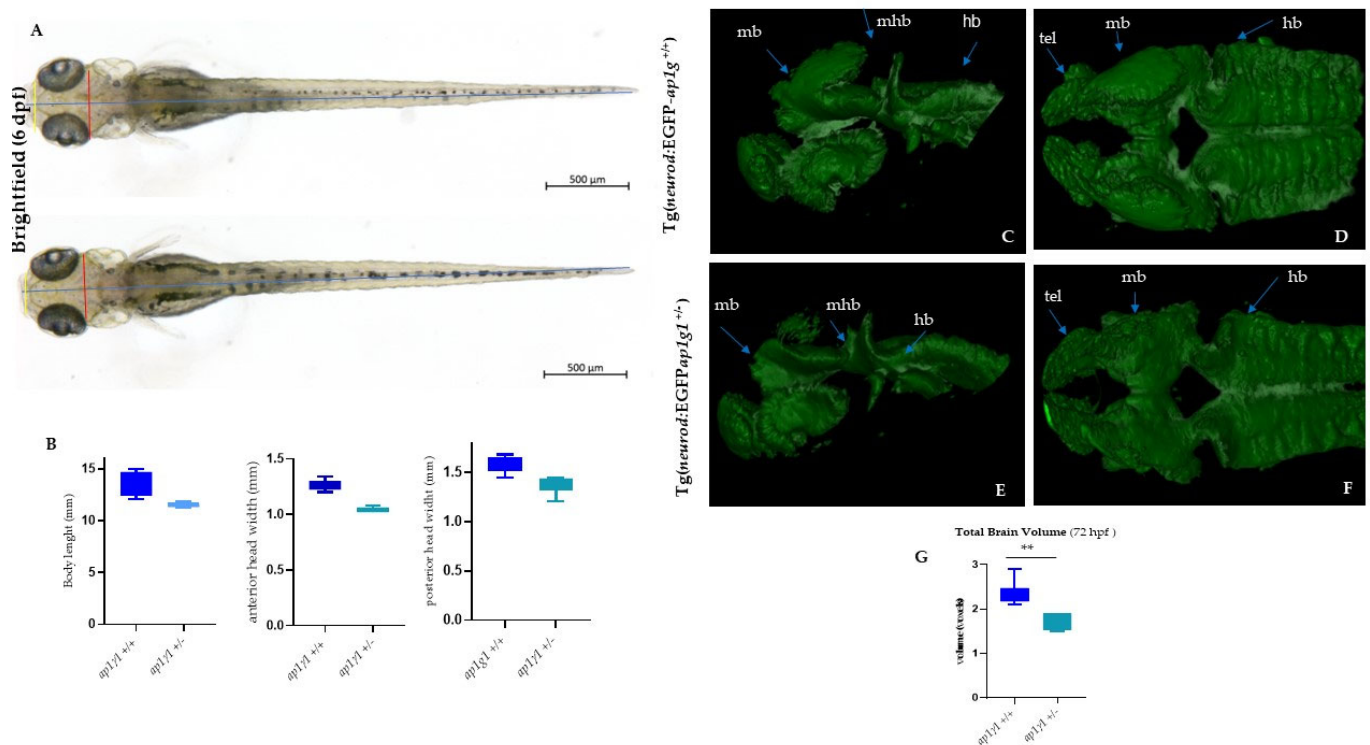 A
Brightfield (6 dpf)
500 µm
500 µm
B
Body lenght (mm)
15
10
5
0
ap1γ1 +/+
ap1γ1 +/-
anterior head width (mm)
1.5
1.0
0.5
0.0
ap1γ1 +/+
ap1γ1 +/-
posterior head widht (mm)
1.5
1.0
0.5
0.0
ap1g1 +/+
ap1γ1 +/-
Tg(neurod:EGFP-ap1g+/+)
mb
mhb
hb
C
tel
mb
hb
D
Tg(neurod:EGFPap1g1+/-)
mb
mhb
hb
E
tel
mb
hb
F
Total Brain Volume (72 hpf )
G
**
3
2
1
0
ap1γ1 +/+
ap1γ1 +/-